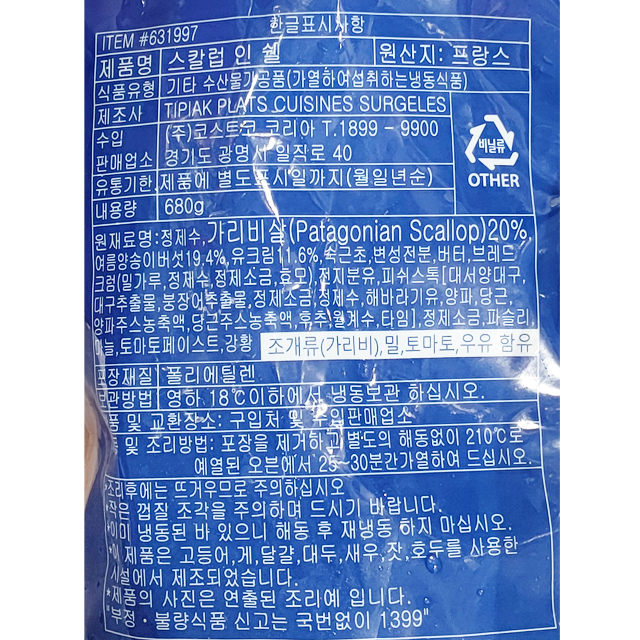 ITEM #631997
한글표시사항
제품명 스칼럽 인 쉘 원산지: 프랑스
식품유형 기타 수산물가공품(가열하여섭취하는냉동식품)
제조사 TIPIAK PLATS CUISINES SURGELES
수입 (주)코스트코 코리아 T.1899 - 9900
판매업소 경기도 광명시 일직로 40
유통기한 제품에 별도표시일까지(월일년순)
내용량 680g
비닐류
OTHER
원재료명:정제수,가리비살(Patagonian Scallop)20%,
여름양송이버섯19.4%,유크림11.6%,쇽근초,변성전분,버터,브레드
크럼(밀가루,정제수,정제소금,효모),전지분유,피쉬스톡[대서양대구,
대구추출물,붕장어추출물,정제소금,정제수,해바라기유,양파,당근,
양파주스농축액,당근주스농축액,후추,월계수,타임],정제소금,파슬리,
마늘,토마토페이스트,강황 조개류(가리비),밀,토마토,우유 함유
포장재질 폴리에틸렌
보관방법: 영하 18℃이하에서 냉동보관 하십시오.
품 및 교환장소: 구입처 및 수입판매업소
및 조리방법: 포장을 제거하고 별도의 해동없이 210℃로
예열된 오븐에서 25~30분간가열하여 드십시오.
*조리후에는 뜨거우므로 주의하십시오
*작은 껍질 조각을 주의하며 드시기 바랍니다.
*이미 냉동된 바 있으니 해동 후 재냉동 하지 마십시오.
*이 제품은 고등어,게,달걀,대두,새우,잣,호두를 사용한
시설에서 제조되었습니다.
*제품의 사진은 연출된 조리예 입니다.
"부정·불량식품 신고는 국번없이 1399"